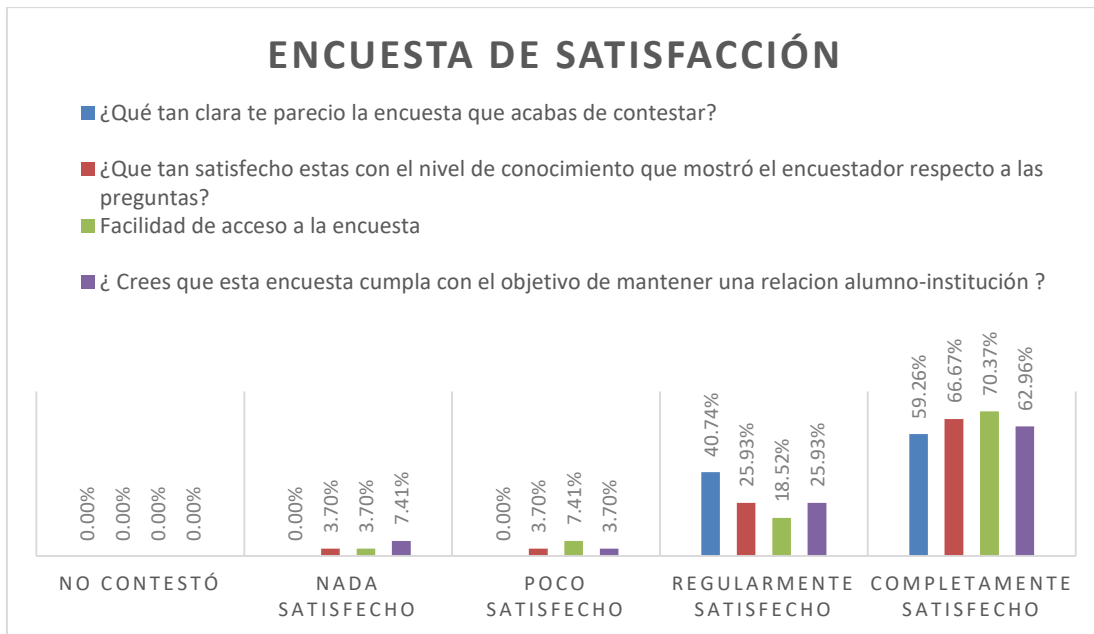 ENCUESTA DE SATISFACCIÓN
¿Qué tan clara te parecio la encuesta que acabas de contestar?
¿Que tan satisfecho estas con el nivel de conocimiento que mostró el encuestador respecto a las
preguntas?
Facilidad de acceso a la encuesta
¿ Crees que esta encuesta cumpla con el objetivo de mantener una relacion alumno-institución ?
0.00%
0.00%
0.00%
0.00%
0.00%
3.70%
3.70%
7.41%
0.00%
3.70%
7.41%
3.70%
40.74%
25.93%
18.52%
25.93%
59.26%
66.67%
70.37%
62.96%
NO CONTESTÓ
NADA
SATISFECHO
POCO
SATISFECHO
REGULARMENTE
SATISFECHO
COMPLETAMENTE
SATISFECHO